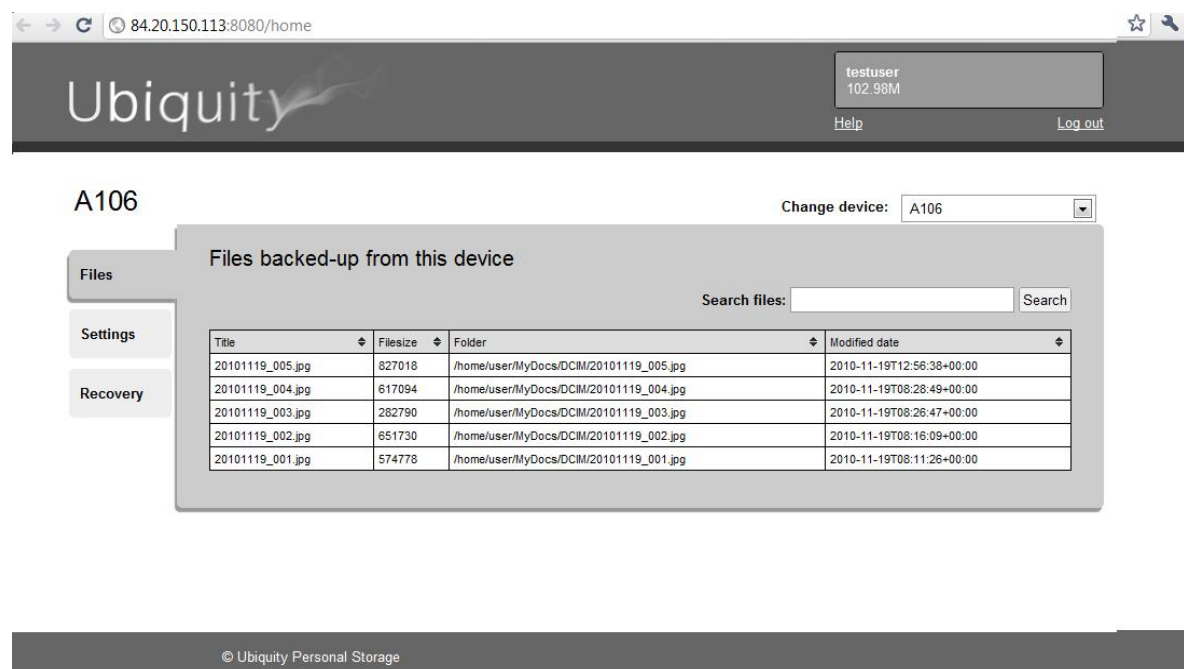 84.20.150.113:8080/home
Ubiquity
testuser
102.98M
Help Log out
A106
Change device: A106
Files
Settings
Recovery
Files backed-up from this device
Search files: Search
Title Filesize Folder Modified date
20101119_005.jpg 827018 /home/user/MyDocs/DCIM/20101119_005.jpg 2010-11-19T12:56:38+00:00
20101119_004.jpg 617094 /home/user/MyDocs/DCIM/20101119_004.jpg 2010-11-19T08:28:49+00:00
20101119_003.jpg 282790 /home/user/MyDocs/DCIM/20101119_003.jpg 2010-11-19T08:26:47+00:00
20101119_002.jpg 651730 /home/user/MyDocs/DCIM/20101119_002.jpg 2010-11-19T08:16:09+00:00
20101119_001.jpg 574778 /home/user/MyDocs/DCIM/20101119_001.jpg 2010-11-19T08:11:26+00:00
© Ubiquity Personal Storage